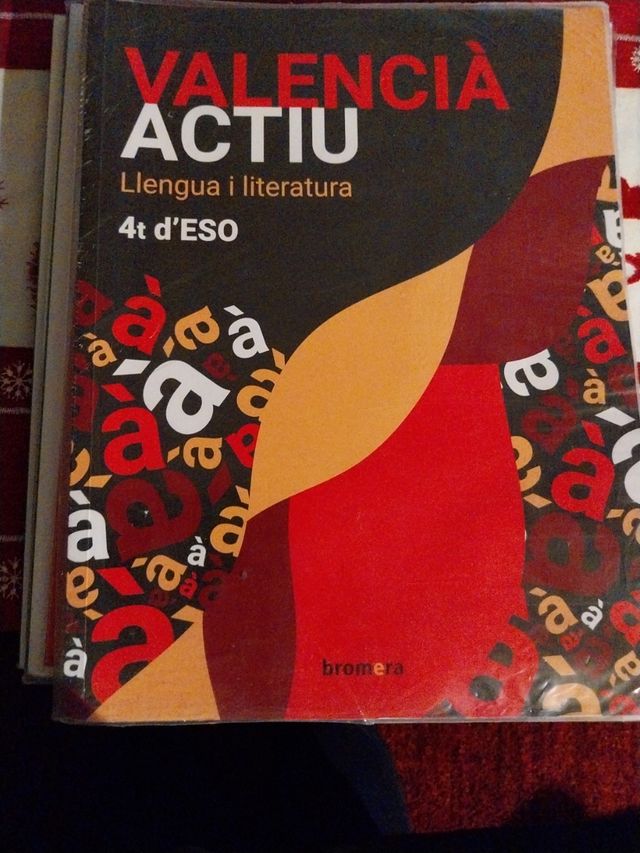 VALENCIÀ
ACTIU
Llengua i literatura
4t d'ESO
bromera